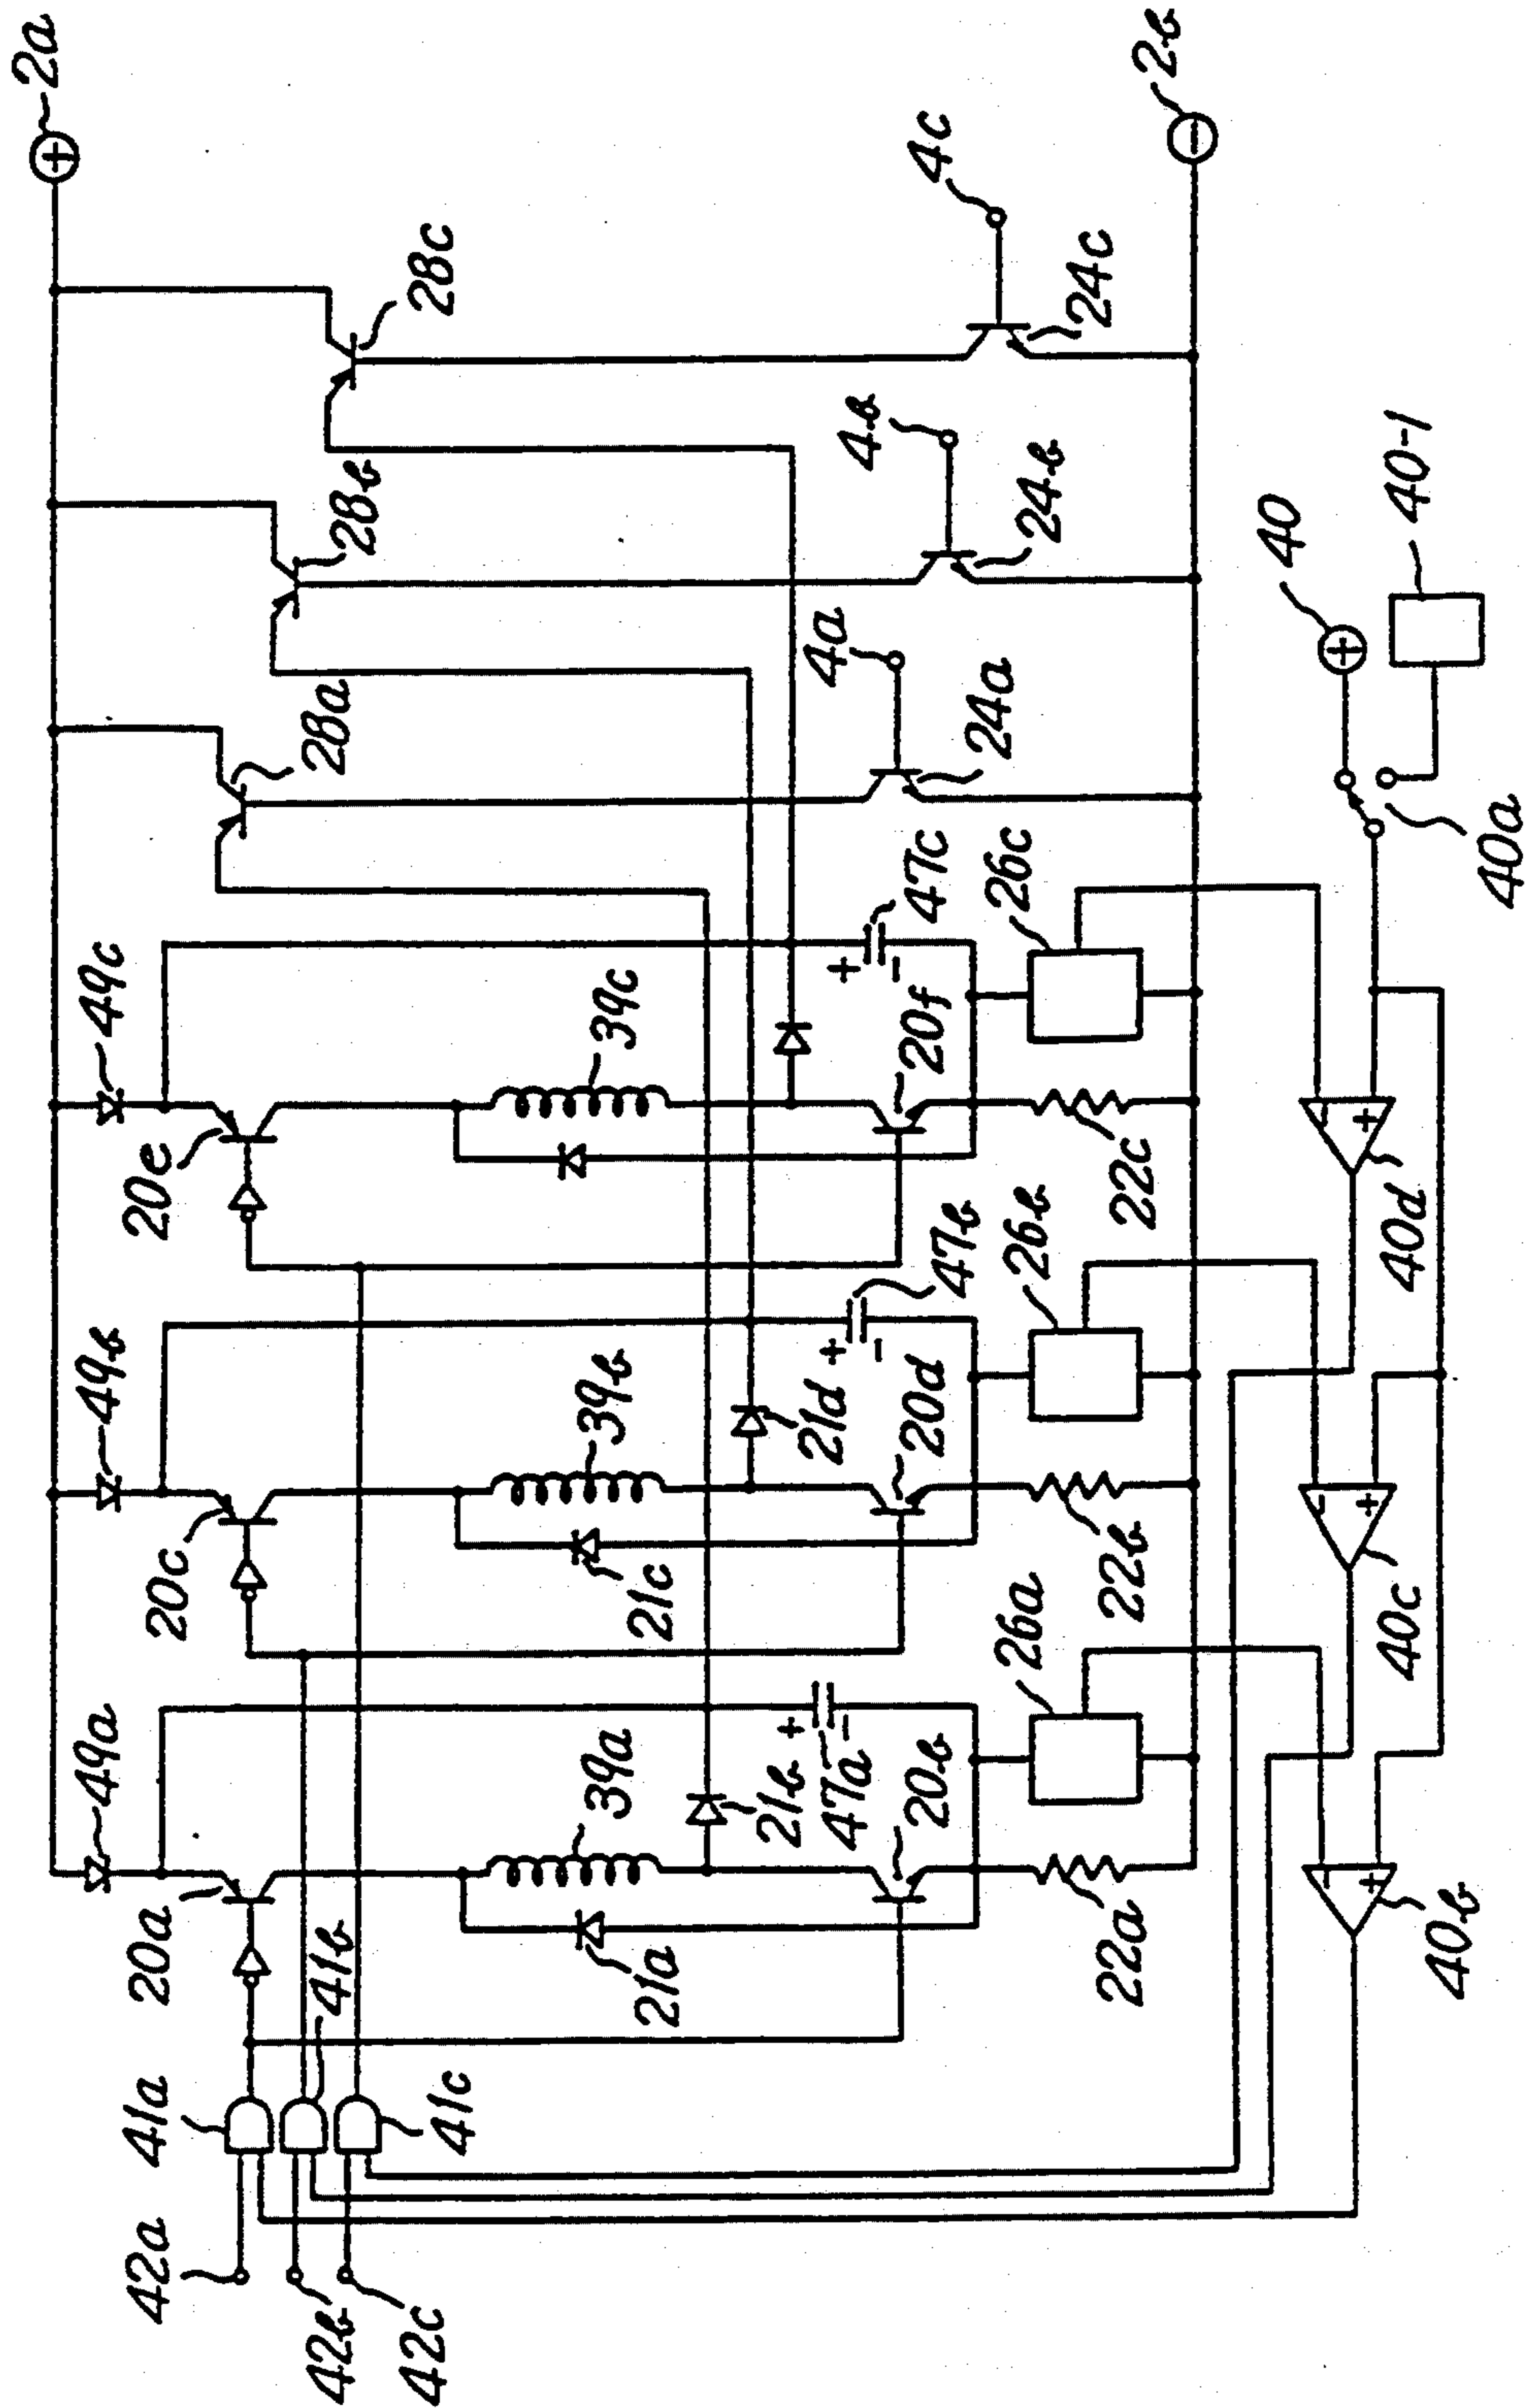 2a
49a
49b
49c
28a
28b
28c
20a
20c
20e
41a
41b
41c
42a
42b
42c
39a
39b
39c
21a
21b
21c
21d
47a
47b
47c
+
−
+
−
+
−
20b
20d
20f
4a
4b
4c
24a
24b
24c
22a
22b
22c
26a
26b
26c
2b
40
40-1
40a
40b
40c
40d
−
+
−
+
−
+